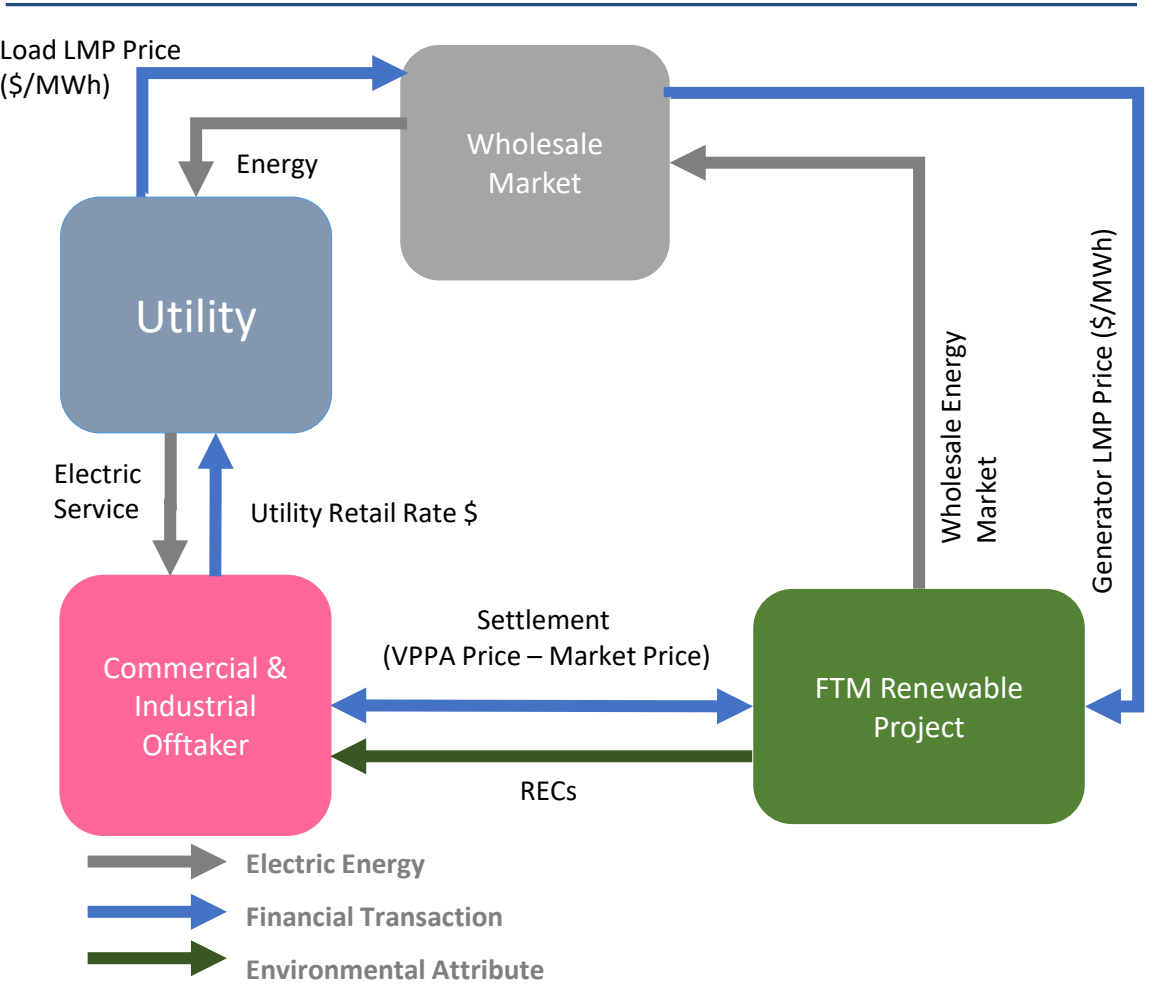 Load LMP Price
($/MWh)
Wholesale
Market
Energy
Utility
Generator LMP Price ($/MWh)
Wholesale Energy
Market
Electric
Service
Utility Retail Rate $
Settlement
(VPPA Price – Market Price)
Commercial &
Industrial
Offtaker
FTM Renewable
Project
RECs
Electric Energy
Financial Transaction
Environmental Attribute